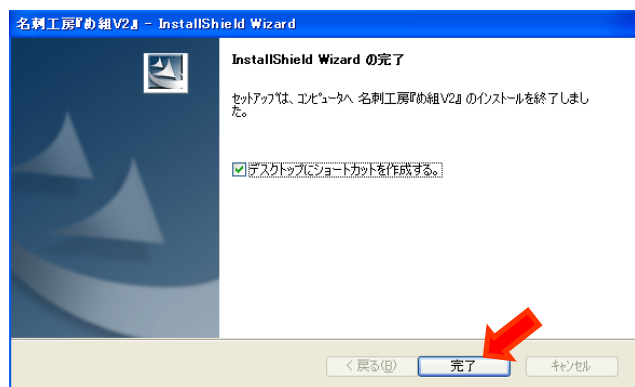 名刺工房『め組V2』 - InstallShield Wizard
InstallShield Wizard の完了
ｾｯﾄｱｯﾌﾟは、ｺﾝﾋﾟｭｰﾀへ 名刺工房『め組V2』 のインストールを終了しまし
た。
デスクトップにショートカットを作成する。
< 戻る(B)
完了
ｷｬﾝｾﾙ